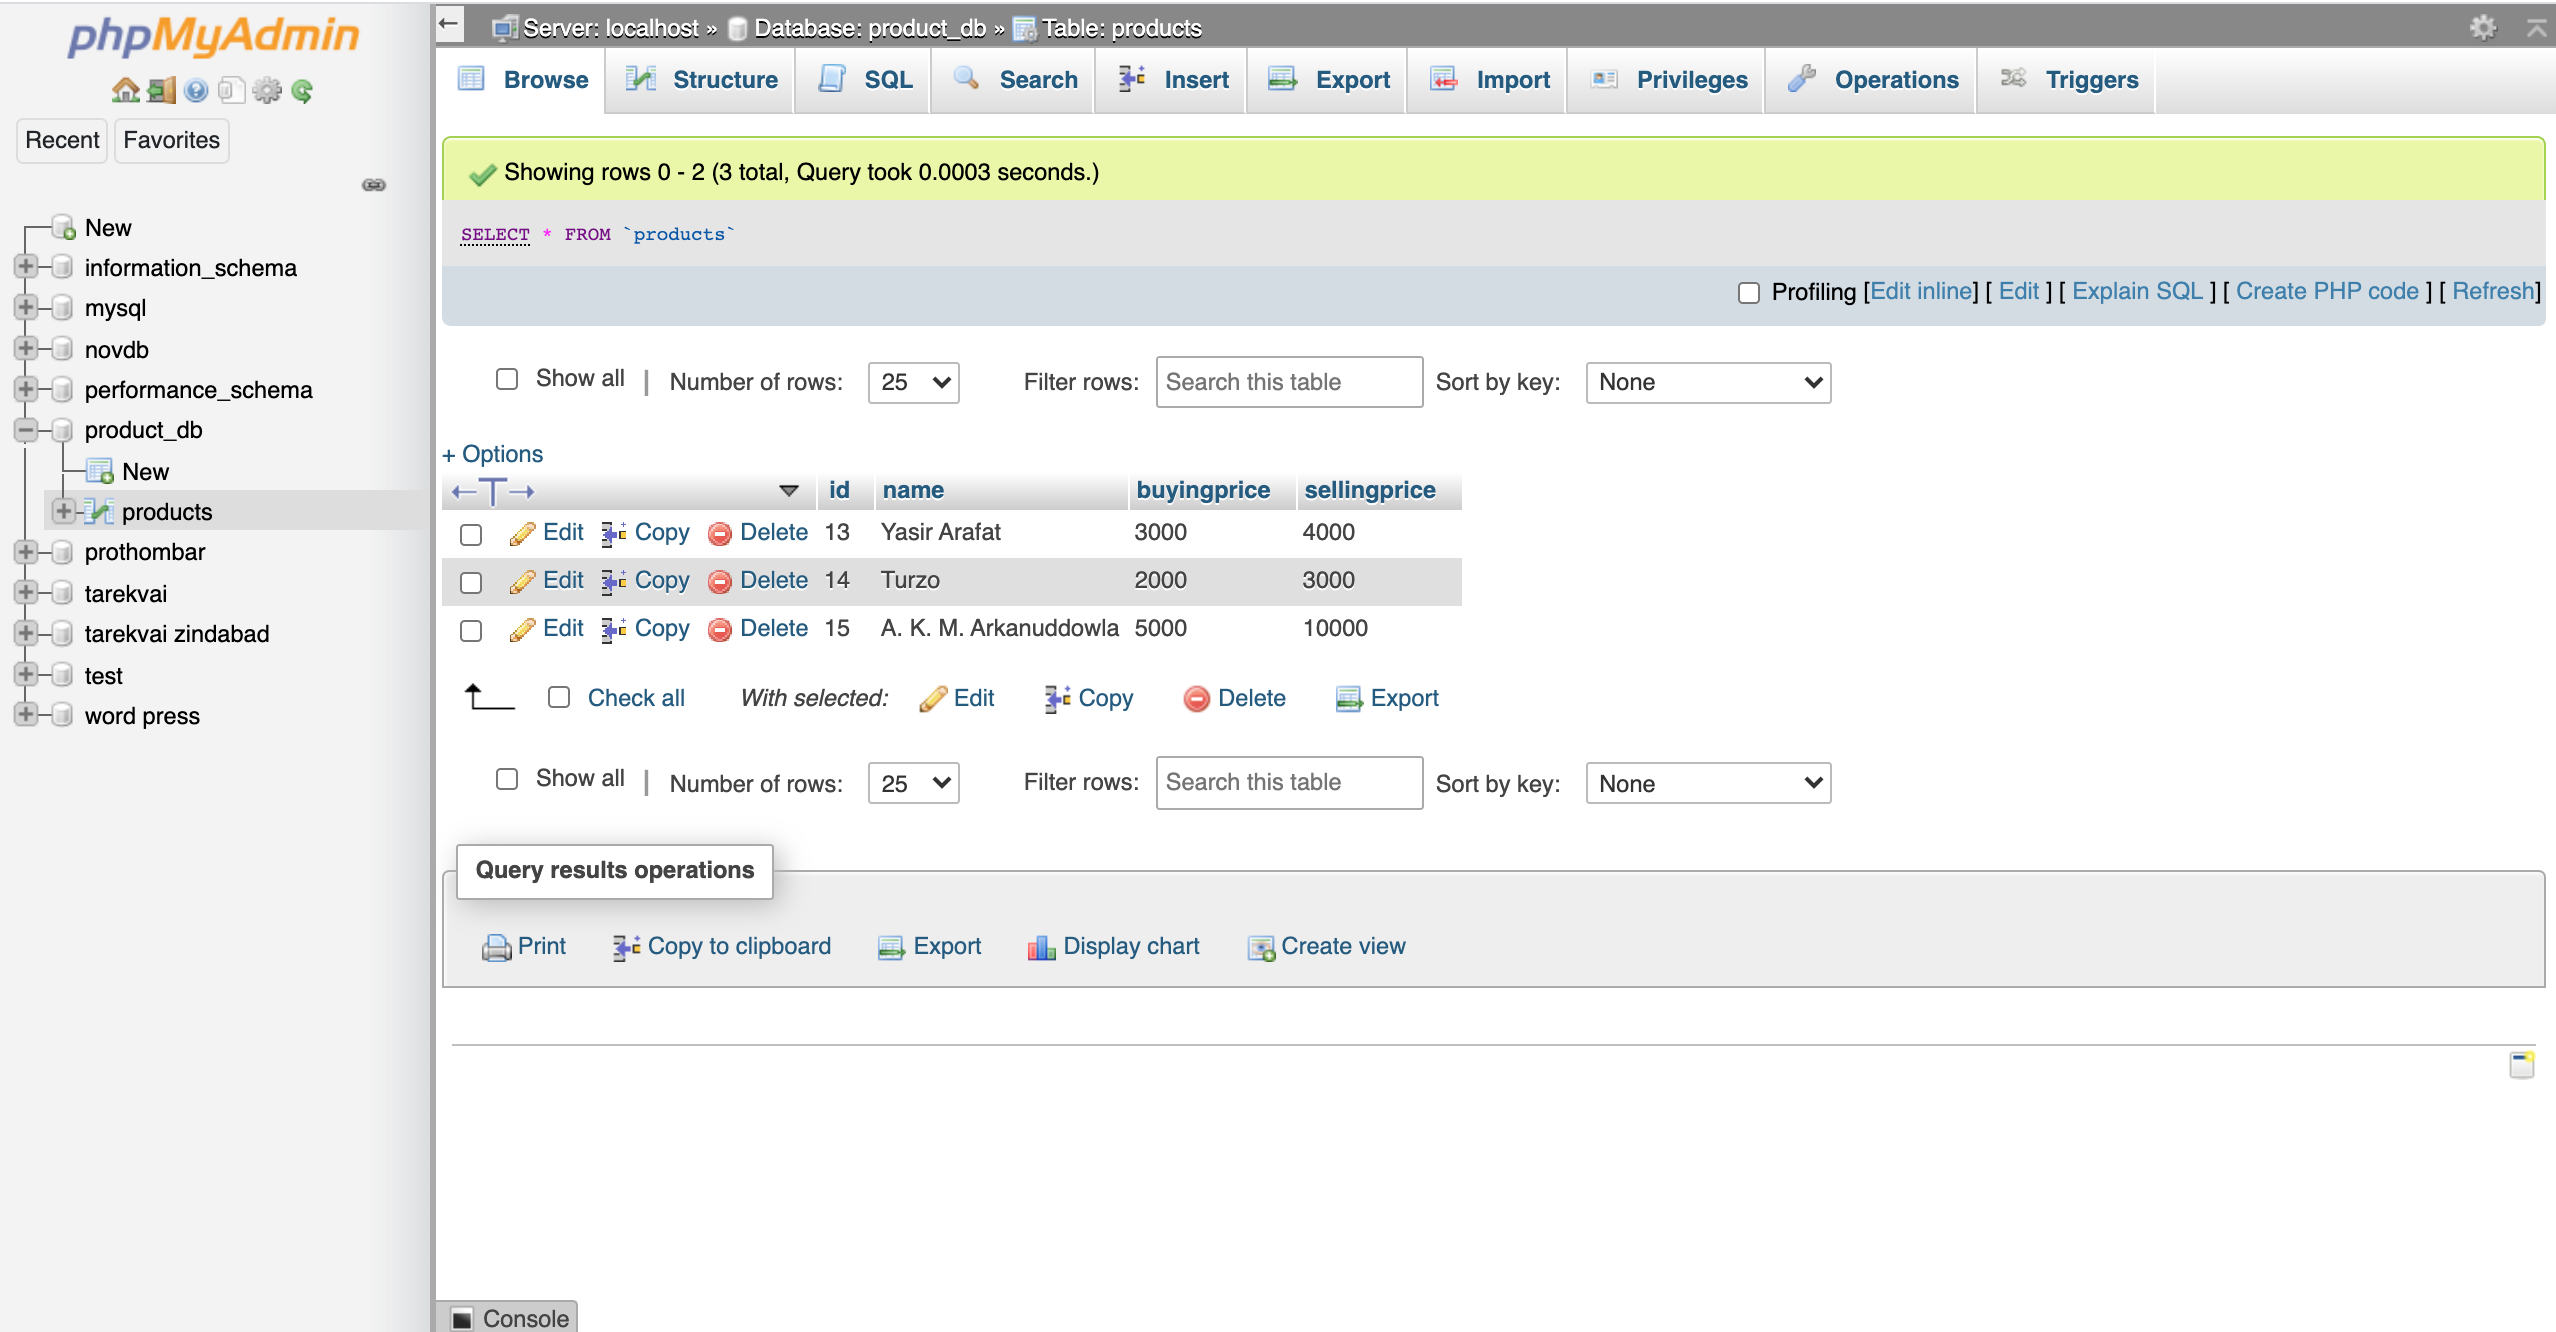 phpMyAdmin
Recent Favorites
New
information_schema
mysql
novdb
performance_schema
product_db
New
products
prothombar
tarekvai
tarekvai zindabad
test
word press
Server: localhost » Database: product_db » Table: products
Browse Structure SQL Search Insert Export Import Privileges Operations Triggers
Showing rows 0 - 2 (3 total, Query took 0.0003 seconds.)
SELECT * FROM `products`
Profiling [Edit inline] [ Edit ] [ Explain SQL ] [ Create PHP code ] [ Refresh]
Show all | Number of rows: 25 Filter rows: Search this table Sort by key: None
+ Options
←T→ id name buyingprice sellingprice
Edit Copy Delete 13 Yasir Arafat 3000 4000
Edit Copy Delete 14 Turzo 2000 3000
Edit Copy Delete 15 A. K. M. Arkanuddowla 5000 10000
Check all With selected: Edit Copy Delete Export
Show all | Number of rows: 25 Filter rows: Search this table Sort by key: None
Query results operations
Print Copy to clipboard Export Display chart Create view
Console